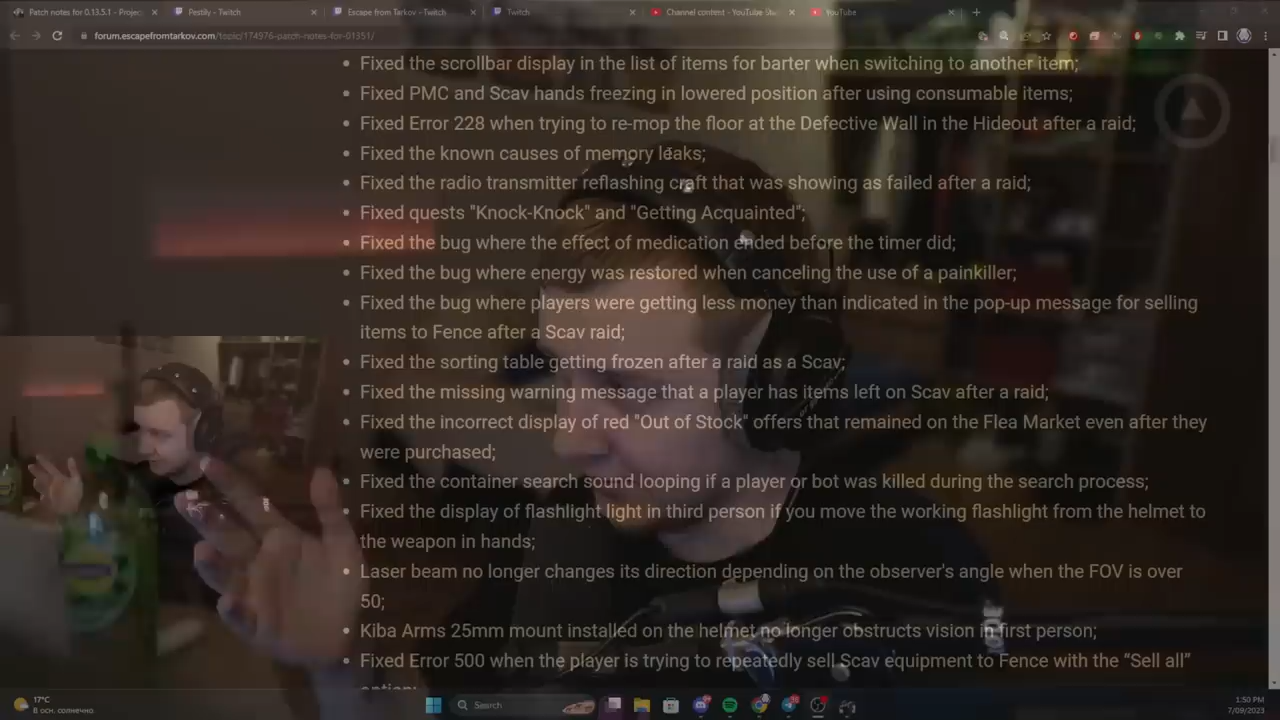 Patch notes for 0.13.5.1 - Projec
Pestily - Twitch
Escape from Tarkov - Twitch
Twitch
Channel content - YouTube Stu
YouTube
forum.escapefromtarkov.com/topic/174976-patch-notes-for-01351/
Fixed the scrollbar display in the list of items for barter when switching to another item;
Fixed PMC and Scav hands freezing in lowered position after using consumable items;
Fixed Error 228 when trying to re-mop the floor at the Defective Wall in the Hideout after a raid;
Fixed the known causes of memory leaks;
Fixed the radio transmitter reflashing craft that was showing as failed after a raid;
Fixed quests "Knock-Knock" and "Getting Acquainted";
Fixed the bug where the effect of medication ended before the timer did;
Fixed the bug where energy was restored when canceling the use of a painkiller;
Fixed the bug where players were getting less money than indicated in the pop-up message for selling
items to Fence after a Scav raid;
Fixed the sorting table getting frozen after a raid as a Scav;
Fixed the missing warning message that a player has items left on Scav after a raid;
Fixed the incorrect display of red "Out of Stock" offers that remained on the Flea Market even after they
were purchased;
Fixed the container search sound looping if a player or bot was killed during the search process;
Fixed the display of flashlight light in third person if you move the working flashlight from the helmet to
the weapon in hands;
Laser beam no longer changes its direction depending on the observer's angle when the FOV is over
50;
Kiba Arms 25mm mount installed on the helmet no longer obstructs vision in first person;
Fixed Error 500 when the player is trying to repeatedly sell Scav equipment to Fence with the “Sell all”
option;
17°C
В осн. солнечно
Search
1:50 PM
7/09/2023